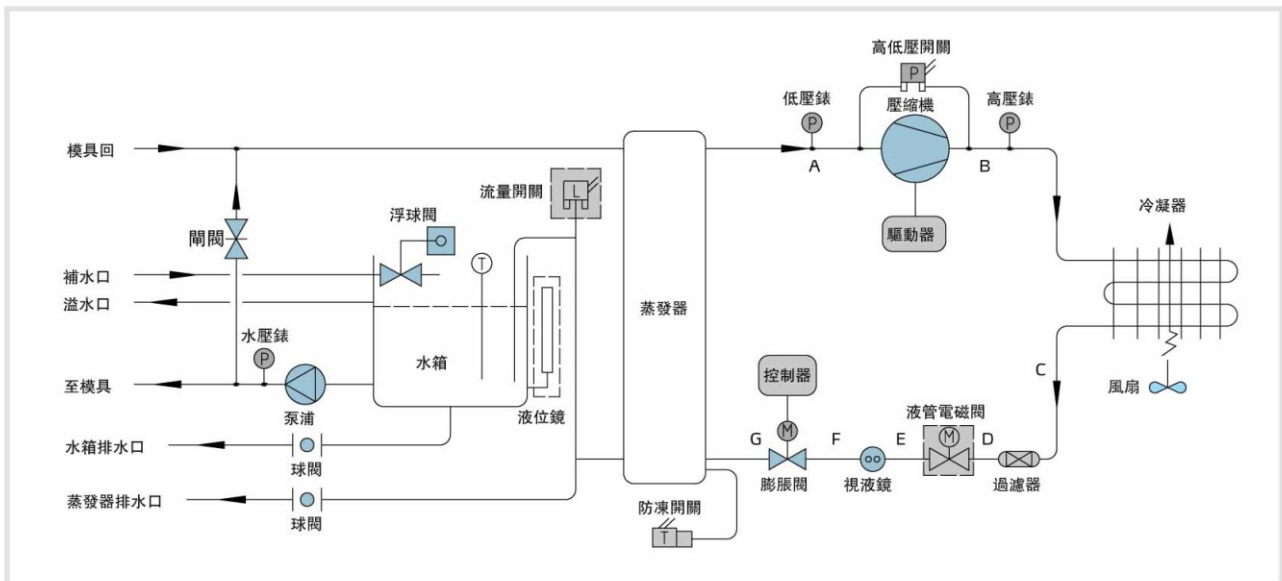 高低壓開關
P
低壓錶
壓縮機
高壓錶
P
P
模具回
A
B
流量開關
L
浮球閥
冷凝器
閘閥
驅動器
T
補水口
溢水口
蒸發器
水壓錶
P
水箱
控制器
C
至模具
風扇
泵浦
液位鏡
液管電磁閥
M
M
G
F
E
D
水箱排水口
球閥
膨脹閥
視液鏡
過濾器
蒸發器排水口
防凍開關
球閥
T